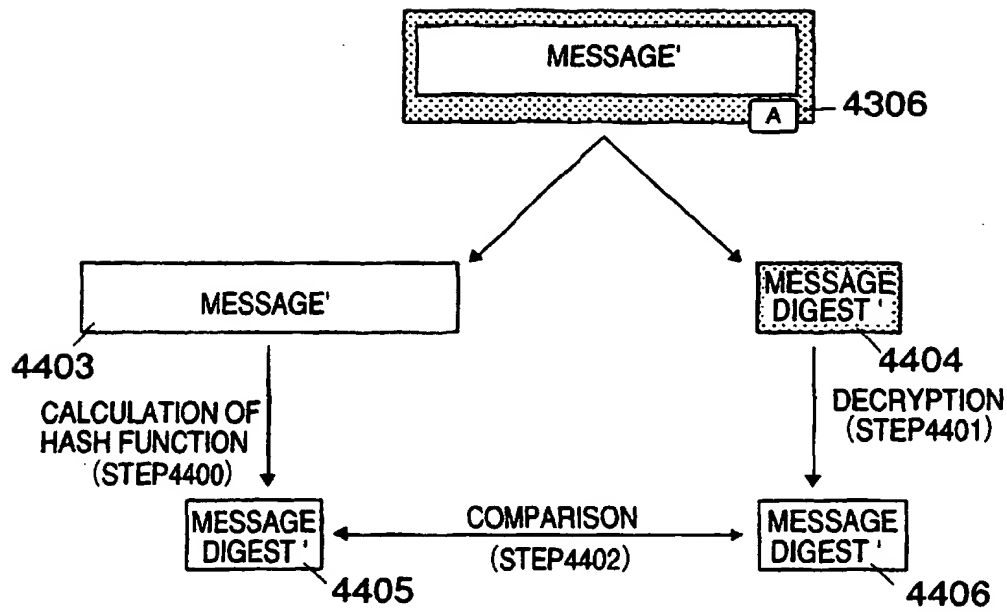 MESSAGE'
A
4306
MESSAGE'
4403
MESSAGE
DIGEST '
4404
CALCULATION OF
HASH FUNCTION
(STEP4400)
DECRYPTION
(STEP4401)
MESSAGE
DIGEST '
4405
COMPARISON
(STEP4402)
MESSAGE
DIGEST '
4406